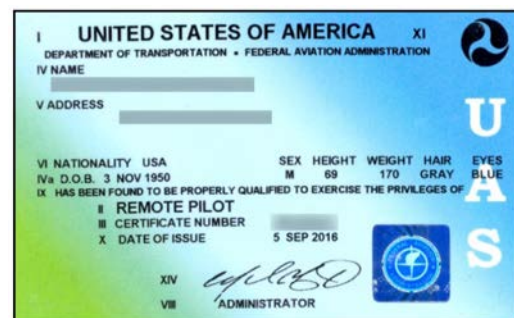 I UNITED STATES OF AMERICA XI
DEPARTMENT OF TRANSPORTATION • FEDERAL AVIATION ADMINISTRATION
IV NAME
V ADDRESS
VI NATIONALITY USA SEX HEIGHT WEIGHT HAIR EYES
IVa D.O.B. 3 NOV 1950 M 69 170 GRAY BLUE
IX HAS BEEN FOUND TO BE PROPERLY QUALIFIED TO EXERCISE THE PRIVILEGES OF
II REMOTE PILOT
III CERTIFICATE NUMBER
X DATE OF ISSUE 5 SEP 2016
XIV
VIII ADMINISTRATOR
UAS